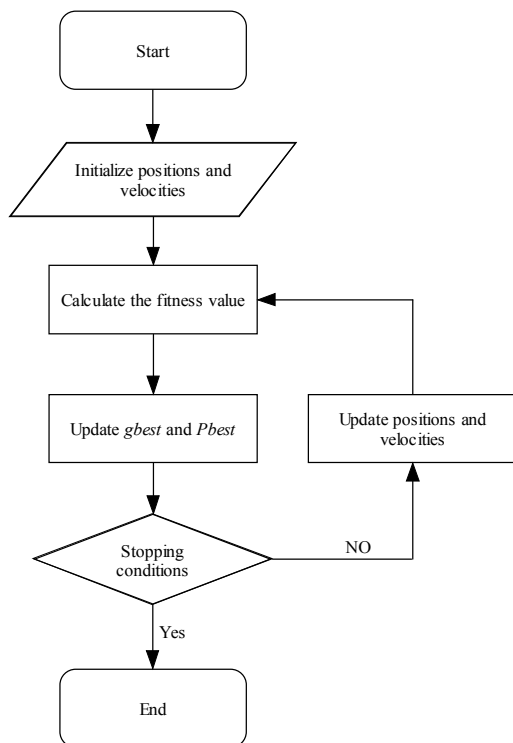 Start
Initialize positions and
velocities
Calculate the fitness value
Update gbest and Pbest
Update positions and
velocities
Stopping
conditions
NO
Yes
End